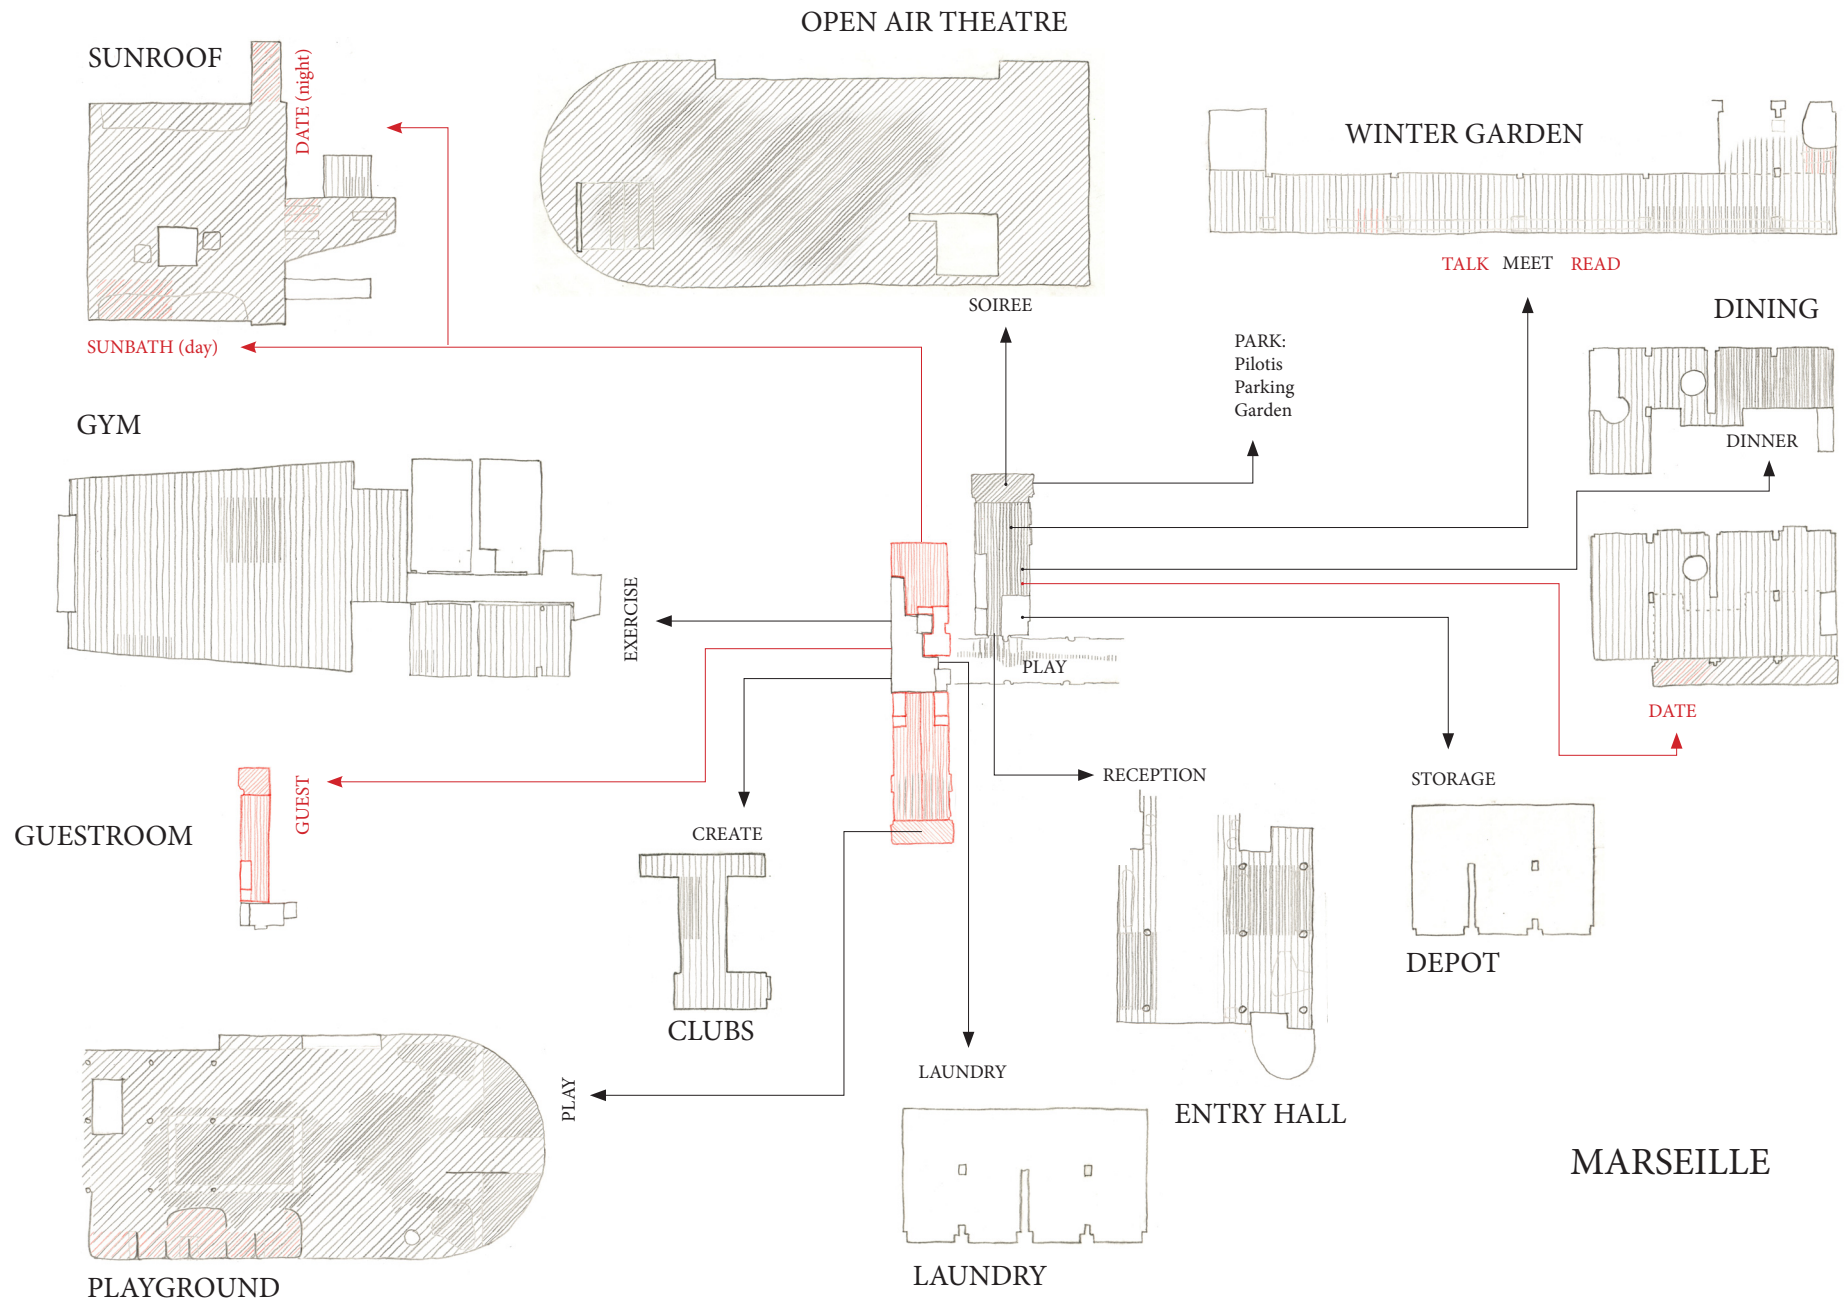 OPEN AIR THEATRE
SUNROOF
DATE (night)
WINTER GARDEN
TALK MEET READ
SOIREE
DINING
SUNBATH (day)
PARK:
Pilotis
Parking
Garden
GYM
DINNER
EXERCISE
PLAY
DATE
RECEPTION
STORAGE
GUEST
GUESTROOM
CREATE
DEPOT
CLUBS
LAUNDRY
PLAY
ENTRY HALL
MARSEILLE
LAUNDRY
PLAYGROUND